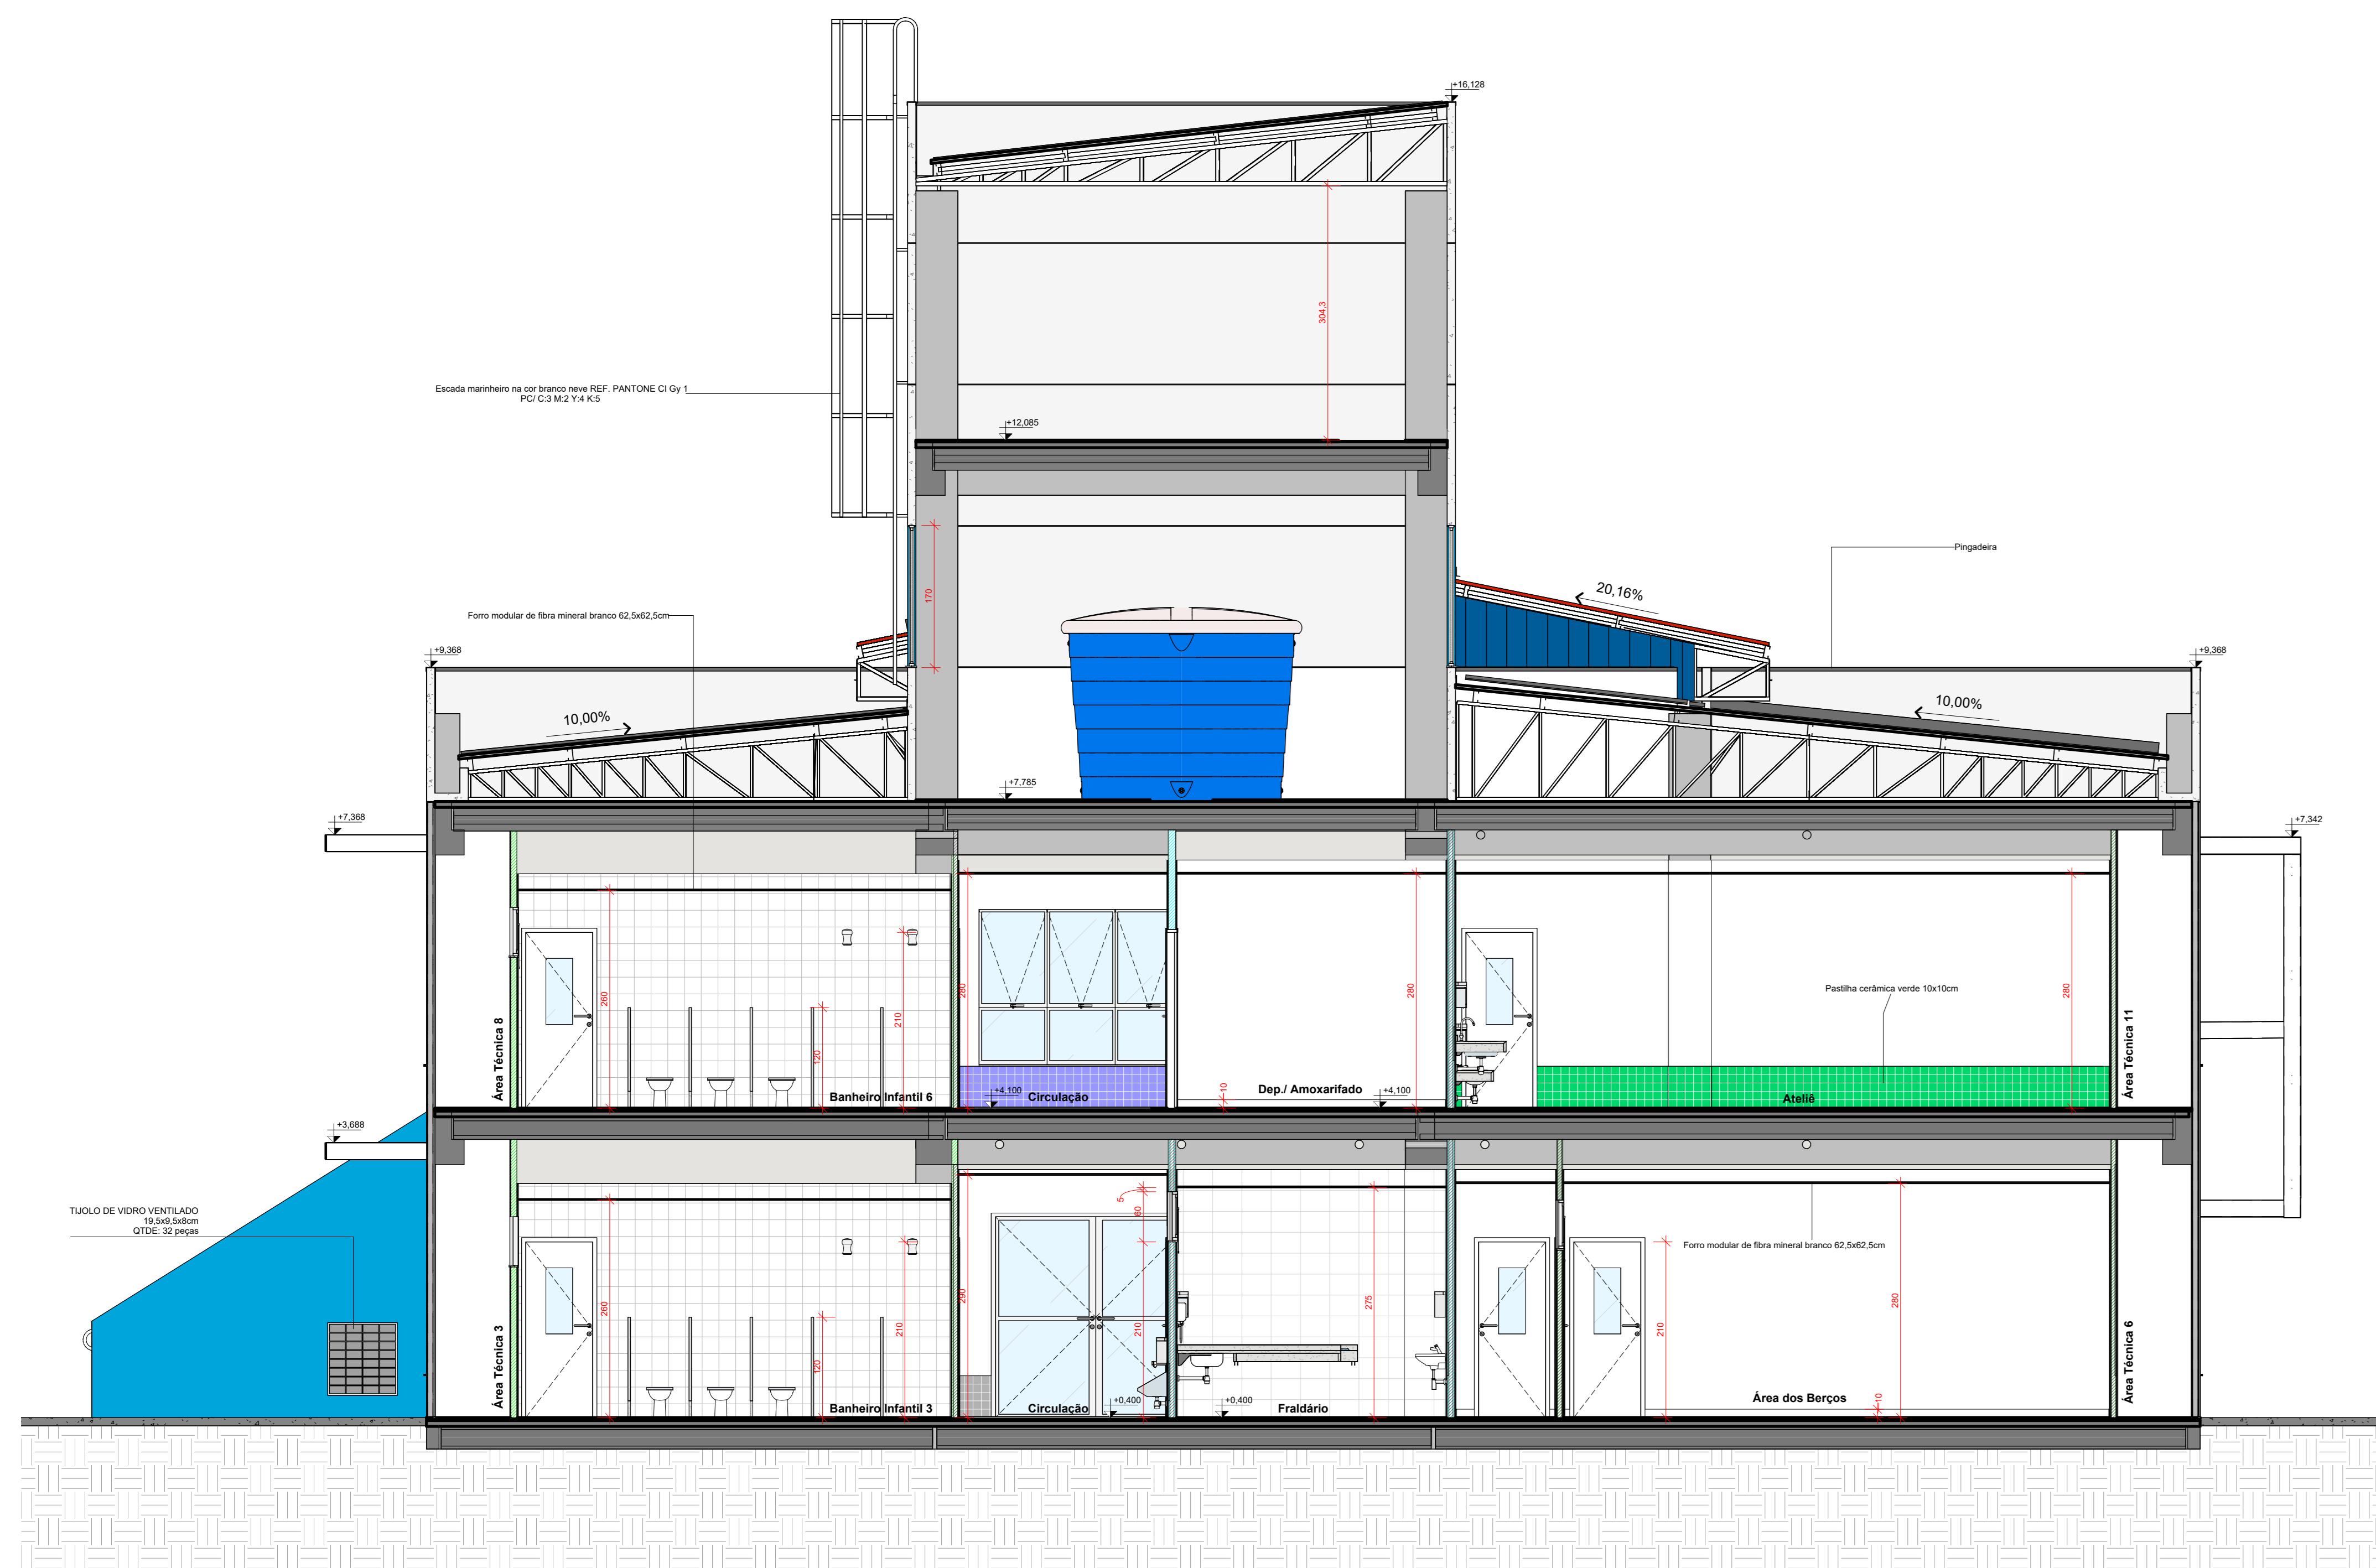 +16,128
304,3
Escada marinheiro na cor branco neve REF. PANTONE CI Gy 1
PC/ C:3 M:2 Y:4 K:5
+12,085
Pingadeira
170
20,16%
Forro modular de fibra mineral branco 62,5x62,5cm
+9,368
+9,368
10,00%
10,00%
+7,785
+7,368
+7,342
Área Técnica 8
260
120
210
Banheiro Infantil 6
280
+4,100
Circulação
10
Dep./ Amoxarifado
+4,100
280
Pastilha cerâmica verde 10x10cm
Ateliê
280
Área Técnica 11
+3,688
TIJOLO DE VIDRO VENTILADO
19,5x9,5x8cm
QTDE: 32 peças
Área Técnica 3
260
120
210
Banheiro Infantil 3
290
Circulação
+0,400
5
60
210
+0,400
Fraldário
275
210
Forro modular de fibra mineral branco 62,5x62,5cm
280
Área dos Berços
10
Área Técnica 6